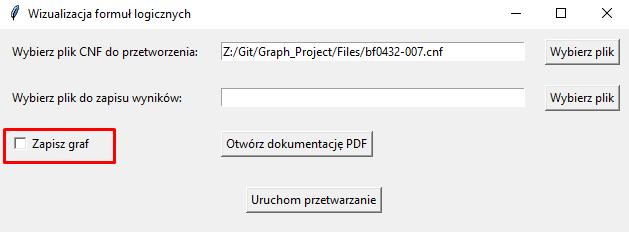 Wizualizacja formuł logicznych
Wybierz plik CNF do przetworzenia: Z:/Git/Graph_Project/Files/bf0432-007.cnf Wybierz plik
Wybierz plik do zapisu wyników: Wybierz plik
Zapisz graf Otwórz dokumentację PDF
Uruchom przetwarzanie